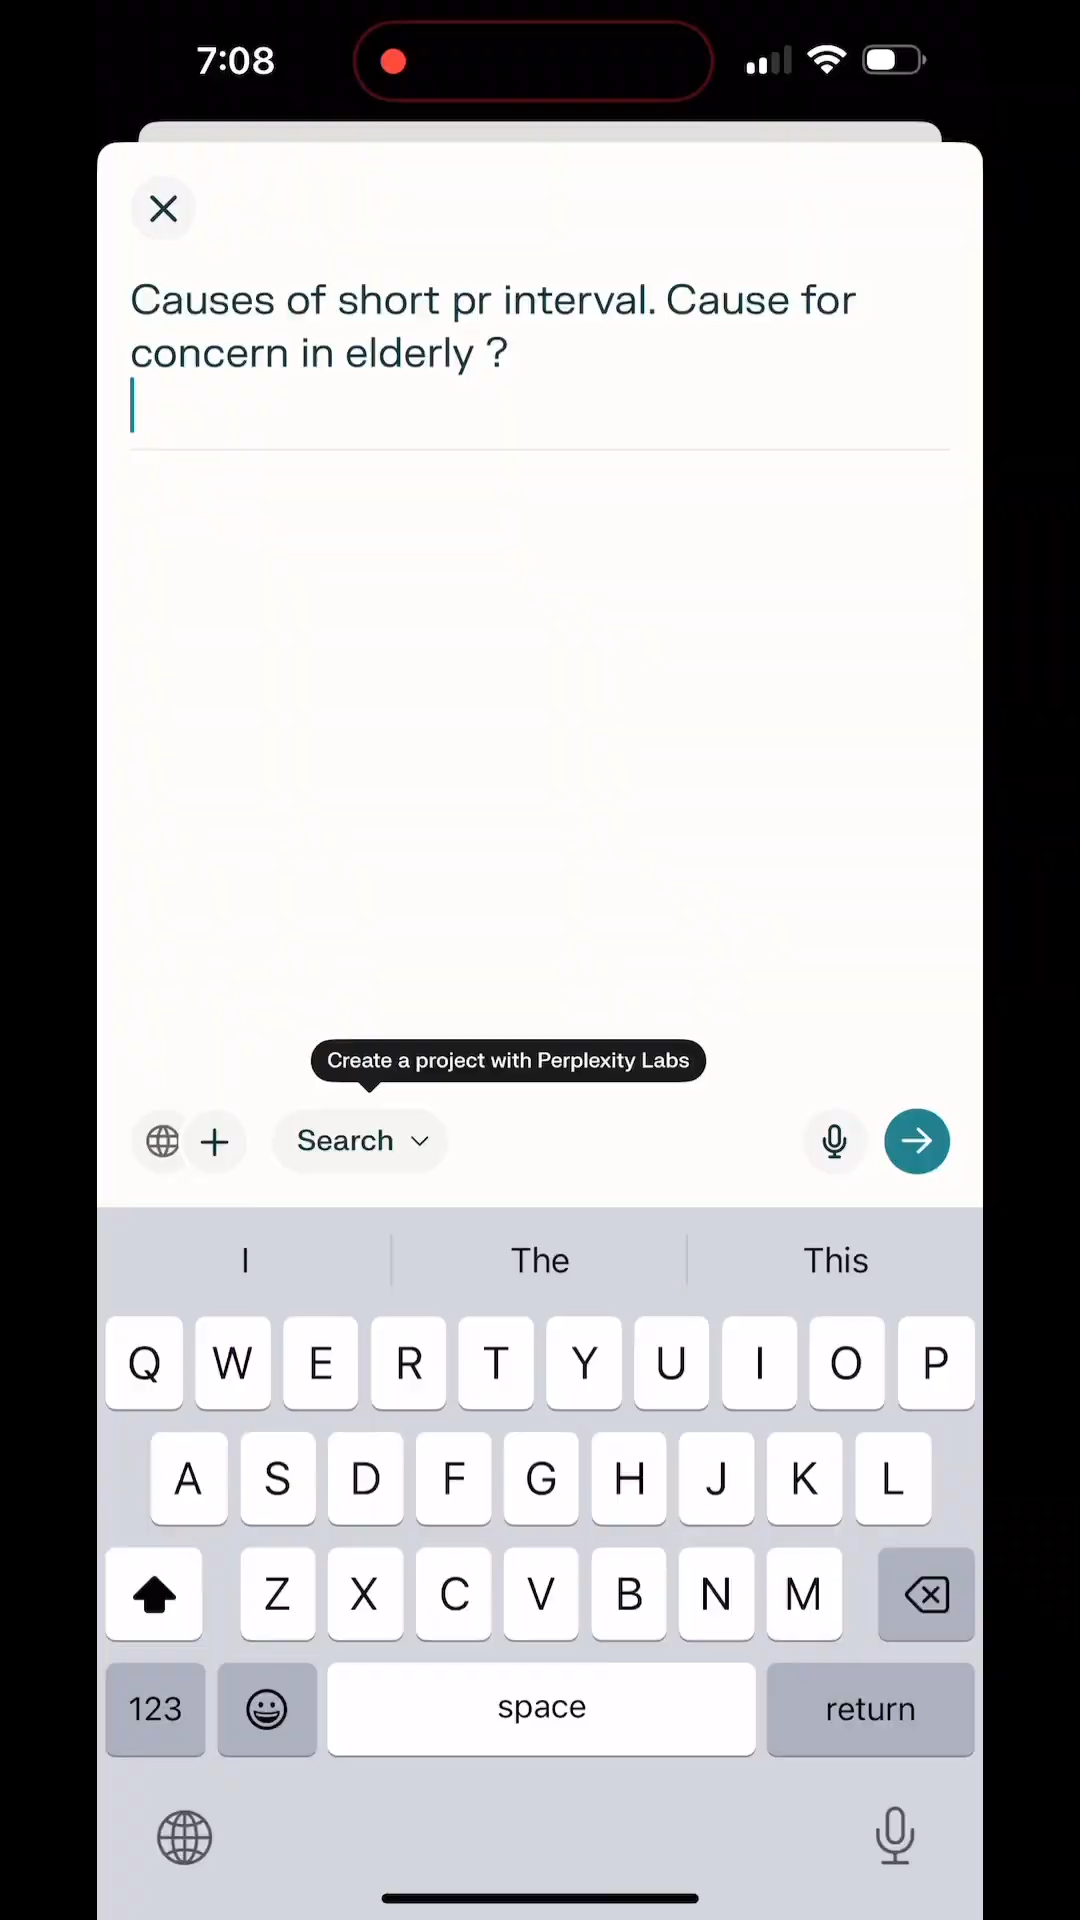 7:08
Causes of short pr interval. Cause for
concern in elderly ?
Create a project with Perplexity Labs
Search
I The This
Q W E R T Y U I O P
A S D F G H J K L
Z X C V B N M
123 space return